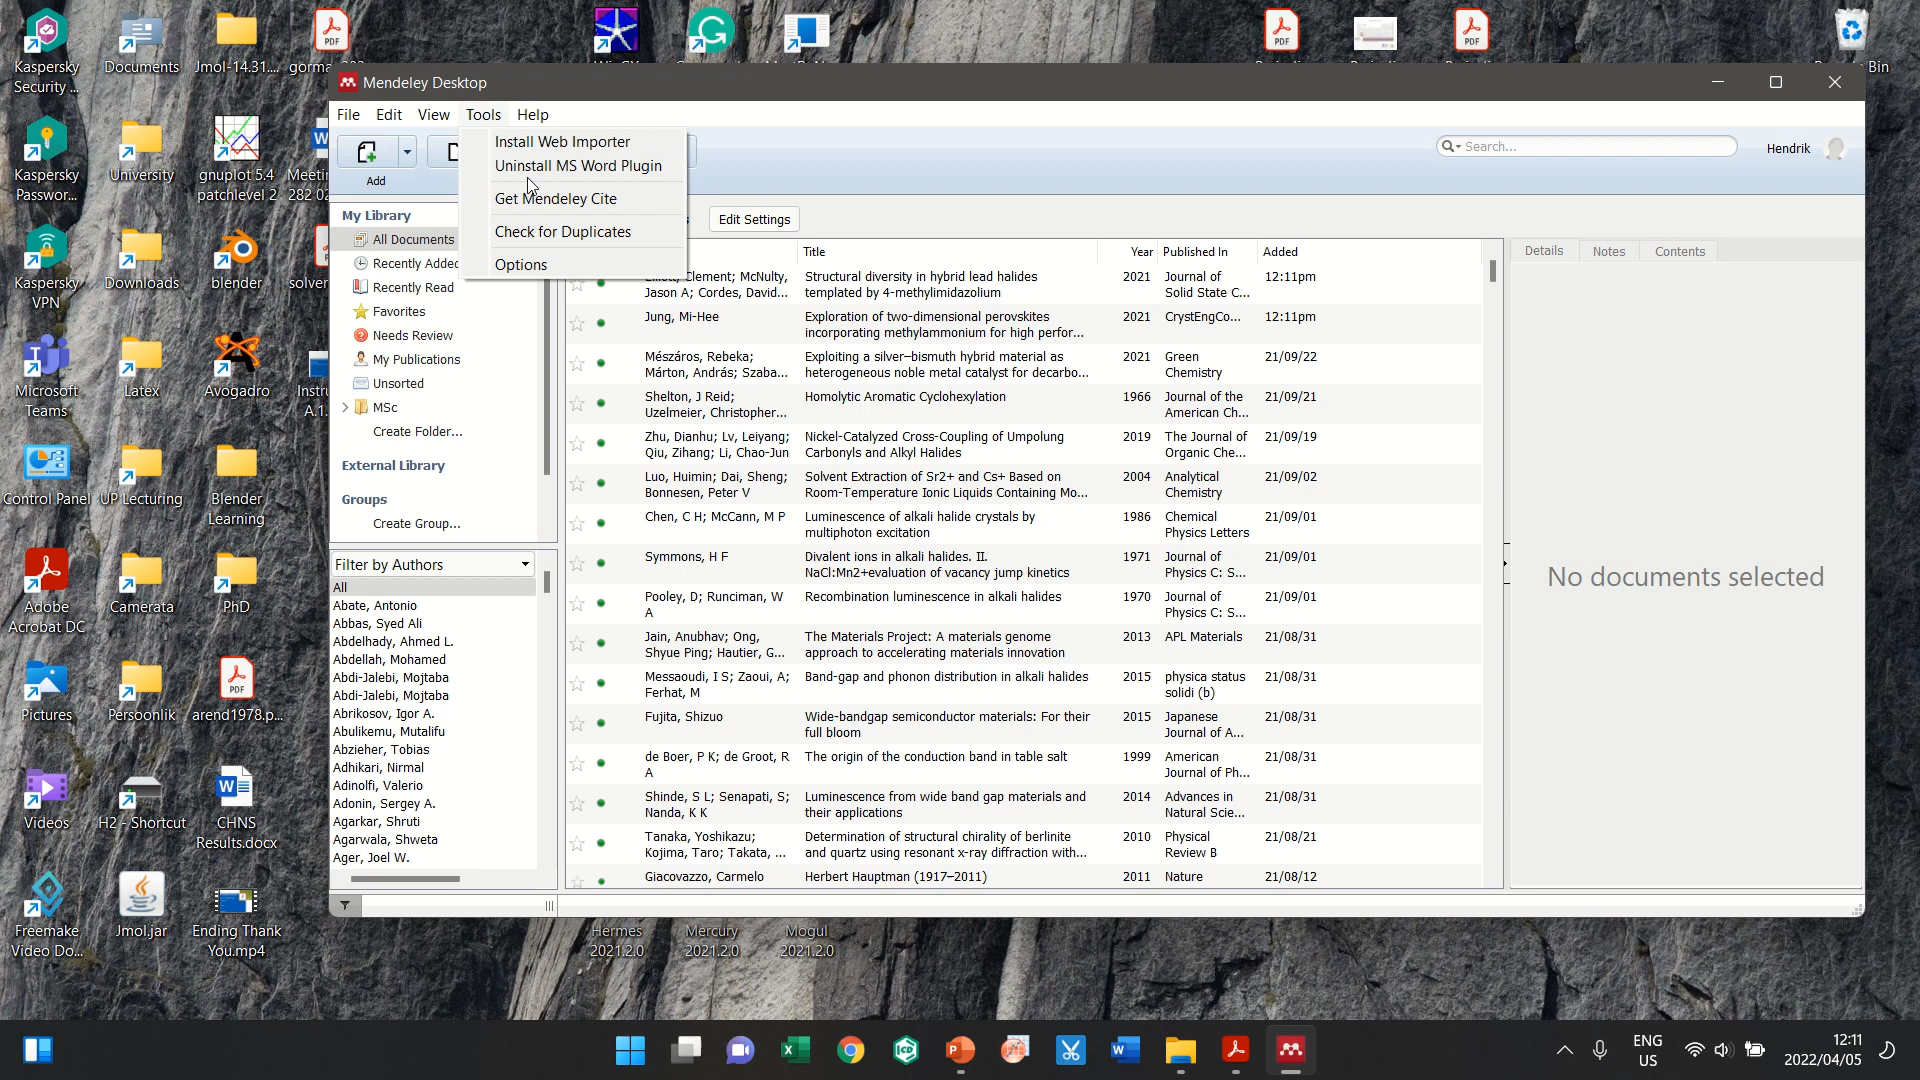 Kaspersky
Security ...
Documents
Jmol-14.31....
Bin
Mendeley Desktop
File Edit View Tools Help
Install Web Importer
Uninstall MS Word Plugin
Get Mendeley Cite
Check for Duplicates
Options
Add
Search...
Hendrik
Edit Settings
My Library
All Documents
Recently Added
Recently Read
Favorites
Needs Review
My Publications
Unsorted
MSc
Create Folder...
External Library
Groups
Create Group...
Filter by Authors
All
Abate, Antonio
Abbas, Syed Ali
Abdelhady, Ahmed L.
Abdellah, Mohamed
Abdi-Jalebi, Mojtaba
Abdi-Jalebi, Mojtaba
Abrikosov, Igor A.
Abulikemu, Mutalifu
Abzieher, Tobias
Adhikari, Nirmal
Adinolfi, Valerio
Adonin, Sergey A.
Agarkar, Shruti
Agarwala, Shweta
Ager, Joel W.
Title Year Published In Added
Clement; McNulty, Structural diversity in hybrid lead halides 2021 Journal of 12:11pm
Jason A; Cordes, David... templated by 4-methylimidazolium Solid State C...
Jung, Mi-Hee Exploration of two-dimensional perovskites 2021 CrystEngCo... 12:11pm
incorporating methylammonium for high perfor...
Mészáros, Rebeka; Exploiting a silver–bismuth hybrid material as 2021 Green 21/09/22
Márton, András; Szaba... heterogeneous noble metal catalyst for decarbo... Chemistry
Shelton, J Reid; Homolytic Aromatic Cyclohexylation 1966 Journal of the 21/09/21
Uzelmeier, Christopher... American Ch...
Zhu, Dianhu; Lv, Leiyang; Nickel-Catalyzed Cross-Coupling of Umpolung 2019 The Journal of 21/09/19
Qiu, Zihang; Li, Chao-Jun Carbonyls and Alkyl Halides Organic Che...
Luo, Huimin; Dai, Sheng; Solvent Extraction of Sr2+ and Cs+ Based on 2004 Analytical 21/09/02
Bonnesen, Peter V Room-Temperature Ionic Liquids Containing Mo... Chemistry
Chen, C H; McCann, M P Luminescence of alkali halide crystals by 1986 Chemical 21/09/01
multiphoton excitation Physics Letters
Symmons, H F Divalent ions in alkali halides. II. 1971 Journal of 21/09/01
NaCl:Mn2+evaluation of vacancy jump kinetics Physics C: S...
Pooley, D; Runciman, W Recombination luminescence in alkali halides 1970 Journal of 21/09/01
A Physics C: S...
Jain, Anubhav; Ong, The Materials Project: A materials genome 2013 APL Materials 21/08/31
Shyue Ping; Hautier, G... approach to accelerating materials innovation
Messaoudi, I S; Zaoui, A; Band-gap and phonon distribution in alkali halides 2015 physica status 21/08/31
Ferhat, M solidi (b)
Fujita, Shizuo Wide-bandgap semiconductor materials: For their 2015 Japanese 21/08/31
full bloom Journal of A...
de Boer, P K; de Groot, R The origin of the conduction band in table salt 1999 American 21/08/31
A Journal of Ph...
Shinde, S L; Senapati, S; Luminescence from wide band gap materials and 2014 Advances in 21/08/31
Nanda, K K their applications Natural Scie...
Tanaka, Yoshikazu; Determination of structural chirality of berlinite 2010 Physical 21/08/21
Kojima, Taro; Takata, ... and quartz using resonant x-ray diffraction with... Review B
Giacovazzo, Carmelo Herbert Hauptman (1917–2011) 2011 Nature 21/08/12
Details Notes Contents
No documents selected
Kaspersky
Passwor...
University
gnuplot 5.4
patchlevel 2
Kaspersky
VPN
Downloads
blender
Microsoft
Teams
Latex
Avogadro
Control Panel
UP Lecturing
Blender
Learning
Adobe
Acrobat DC
Camerata
PhD
Pictures
Persoonlik
PDF
arend1978.p...
Videos
H2 - Shortcut
CHNS
Results.docx
Freemake
Video Do...
Jmol.jar
Ending Thank
You.mp4
Hermes
2021.2.0
Mercury
2021.2.0
Mogul
2021.2.0
ENG
US
12:11
2022/04/05